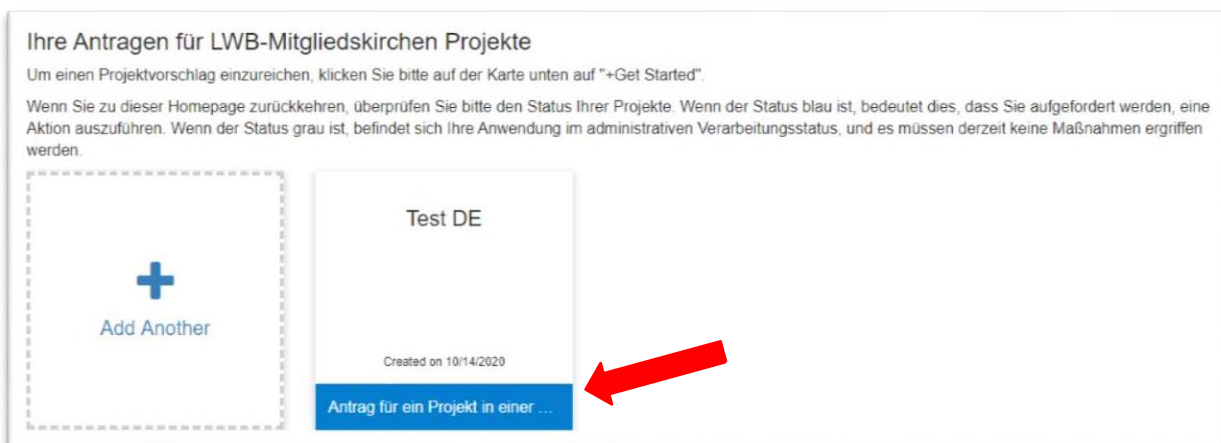 Ihre Antragen für LWB-Mitgliedskirchen Projekte
Um einen Projektvorschlag einzureichen, klicken Sie bitte auf der Karte unten auf "+Get Started".
Wenn Sie zu dieser Homepage zurückkehren, überprüfen Sie bitte den Status Ihrer Projekte. Wenn der Status blau ist, bedeutet dies, dass Sie aufgefordert werden, eine
Aktion auszuführen. Wenn der Status grau ist, befindet sich Ihre Anwendung im administrativen Verarbeitungsstatus, und es müssen derzeit keine Maßnahmen ergriffen
werden.
Add Another
Test DE
Created on 10/14/2020
Antrag für ein Projekt in einer ...